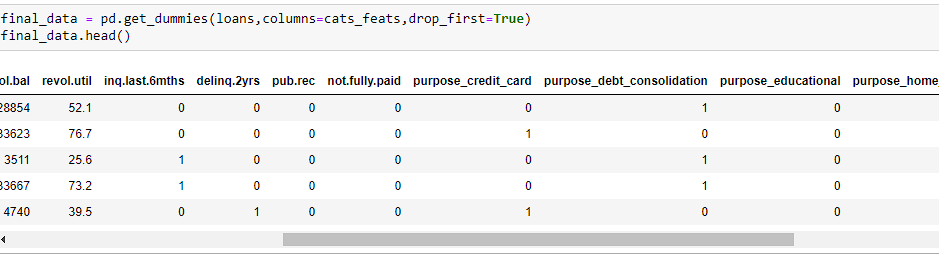 final_data = pd.get_dummies(loans,columns=cats_feats,drop_first=True)
final_data.head()
ol.bal revol.util inq.last.6mths delinq.2yrs pub.rec not.fully.paid purpose_credit_card purpose_debt_consolidation purpose_educational purpose_home_
28854 52.1 0 0 0 0 0 1 0
33623 76.7 0 0 0 0 1 0 0
3511 25.6 1 0 0 0 0 1 0
33667 73.2 1 0 0 0 0 1 0
4740 39.5 0 1 0 0 1 0 0